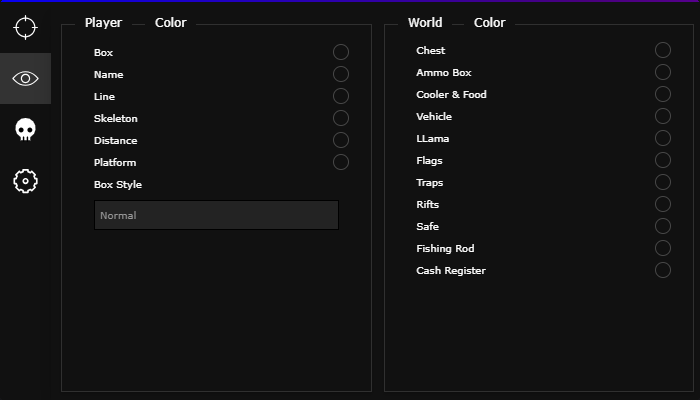 Player Color
Box
Name
Line
Skeleton
Distance
Platform
Box Style
Normal
World Color
Chest
Ammo Box
Cooler & Food
Vehicle
LLama
Flags
Traps
Rifts
Safe
Fishing Rod
Cash Register